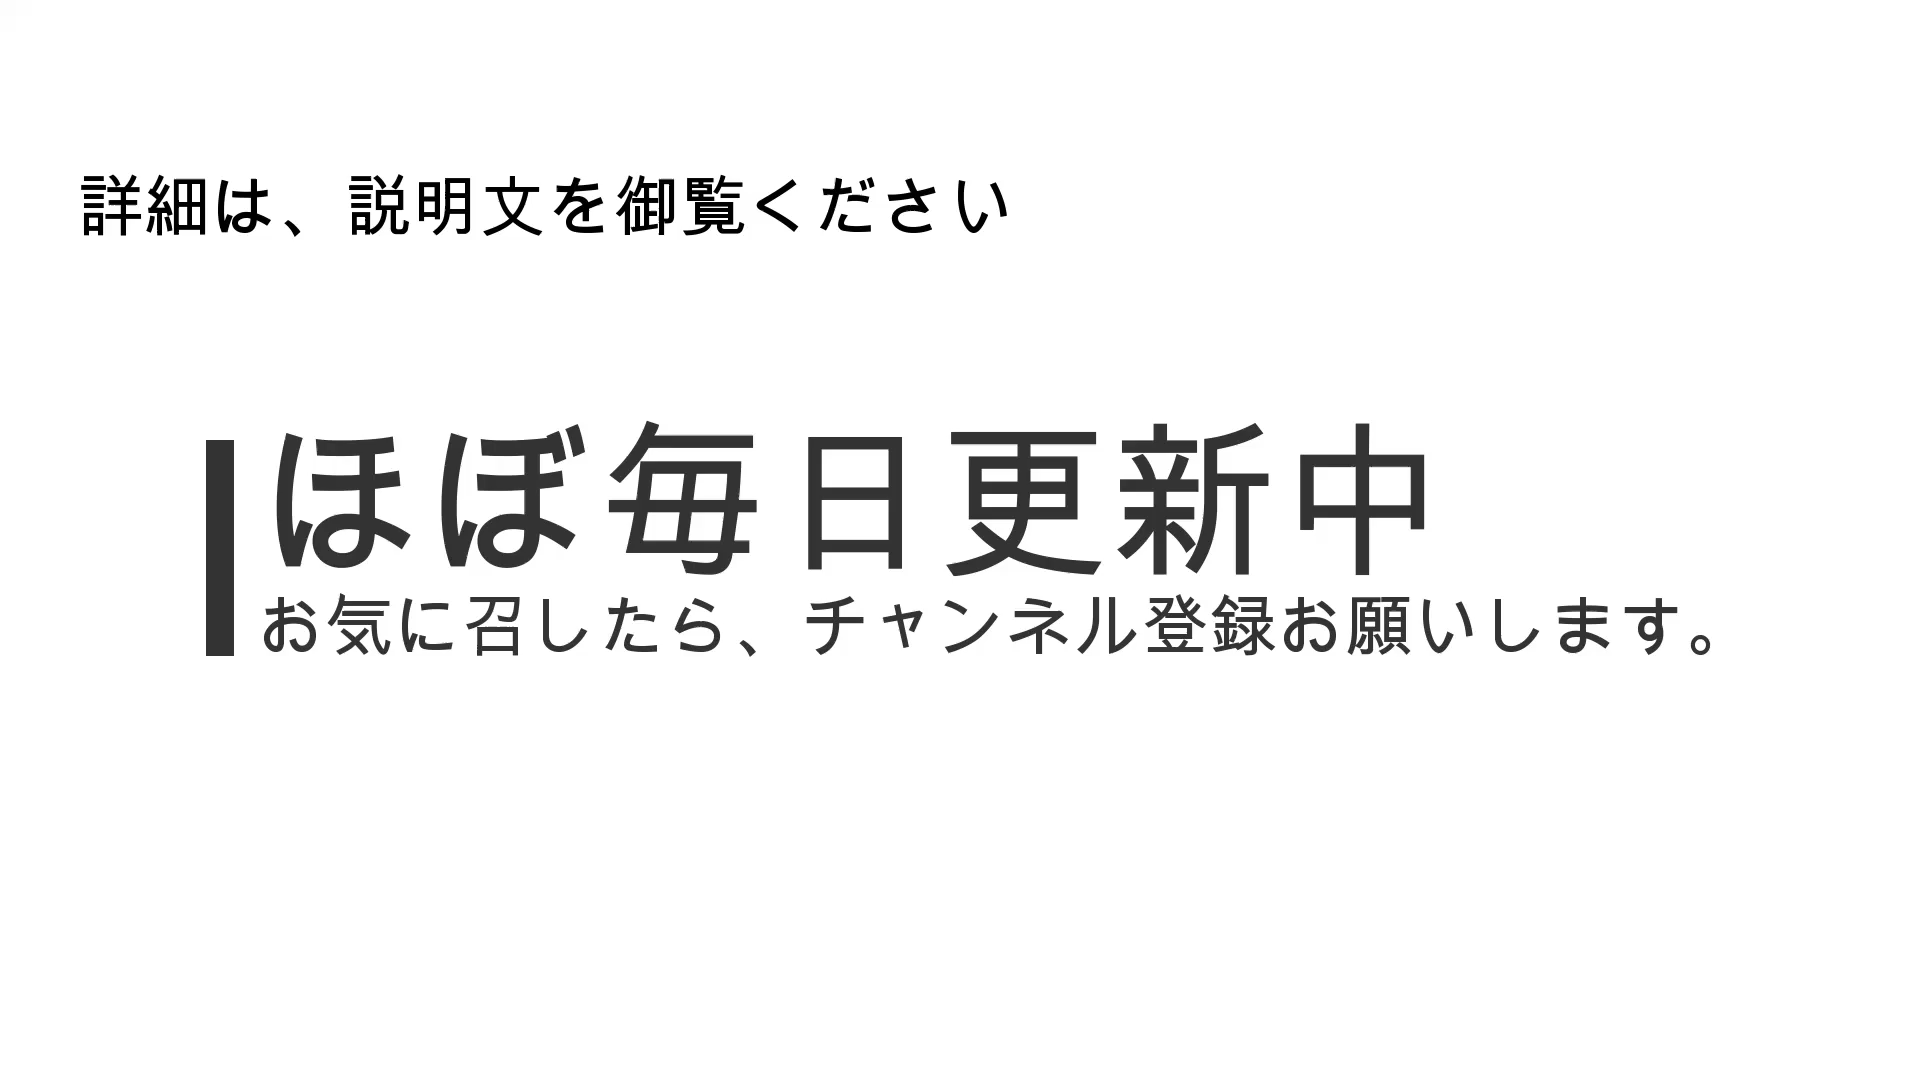 詳細は、説明文を御覧ください
ほぼ毎日更新中
お気に召したら、チャンネル登録お願いします。